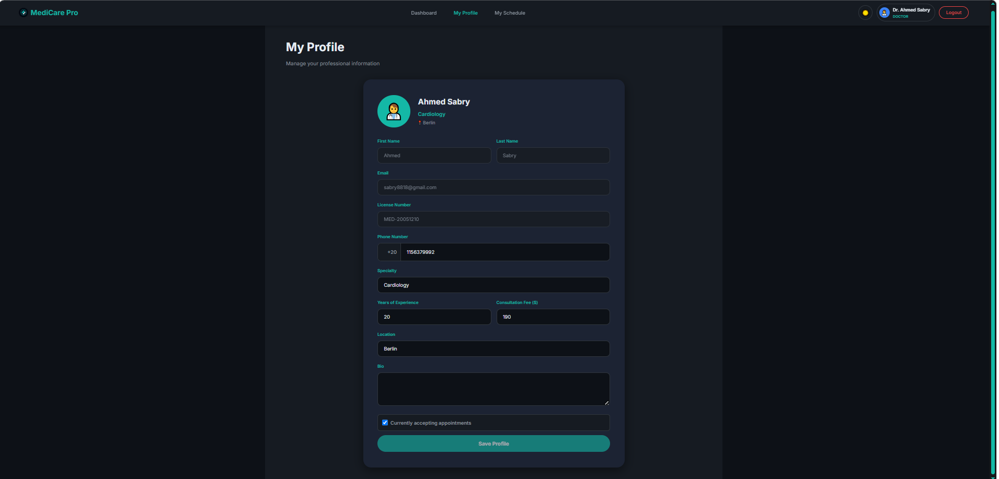 MediCare Pro
Dashboard
My Profile
My Schedule
Dr. Ahmed Sabry
DOCTOR
Logout
My Profile
Manage your professional information
Ahmed Sabry
Cardiology
Berlin
First Name
Last Name
Ahmed
Sabry
Email
sabry8818@gmail.com
License Number
MED-20051210
Phone Number
+20
1156379992
Specialty
Cardiology
Years of Experience
Consultation Fee ($)
20
190
Location
Berlin
Bio
Currently accepting appointments
Save Profile